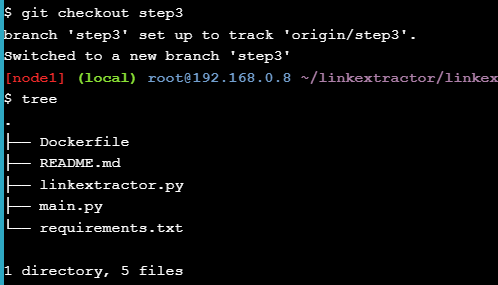 $ git checkout step3
branch 'step3' set up to track 'origin/step3'.
Switched to a new branch 'step3'
[node1] (local) root@192.168.0.8 ~/linkextractor/linkex
$ tree
.
├── Dockerfile
├── README.md
├── linkextractor.py
├── main.py
└── requirements.txt
1 directory, 5 files